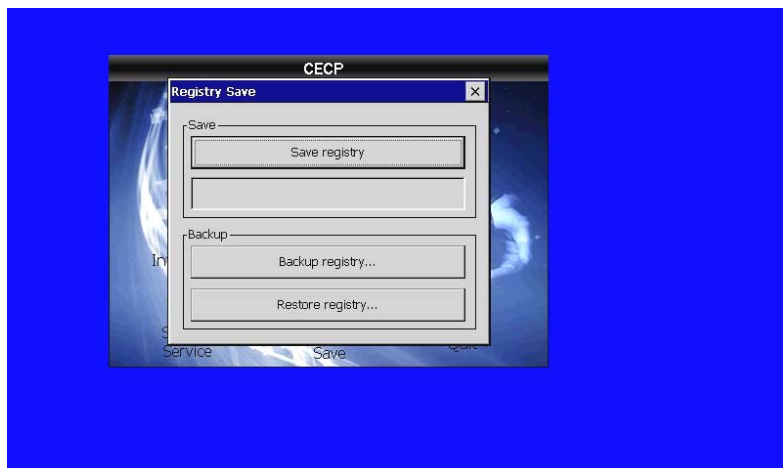 CECP
Registry Save
Save
Save registry
Backup
Backup registry...
Restore registry...
Service
Save